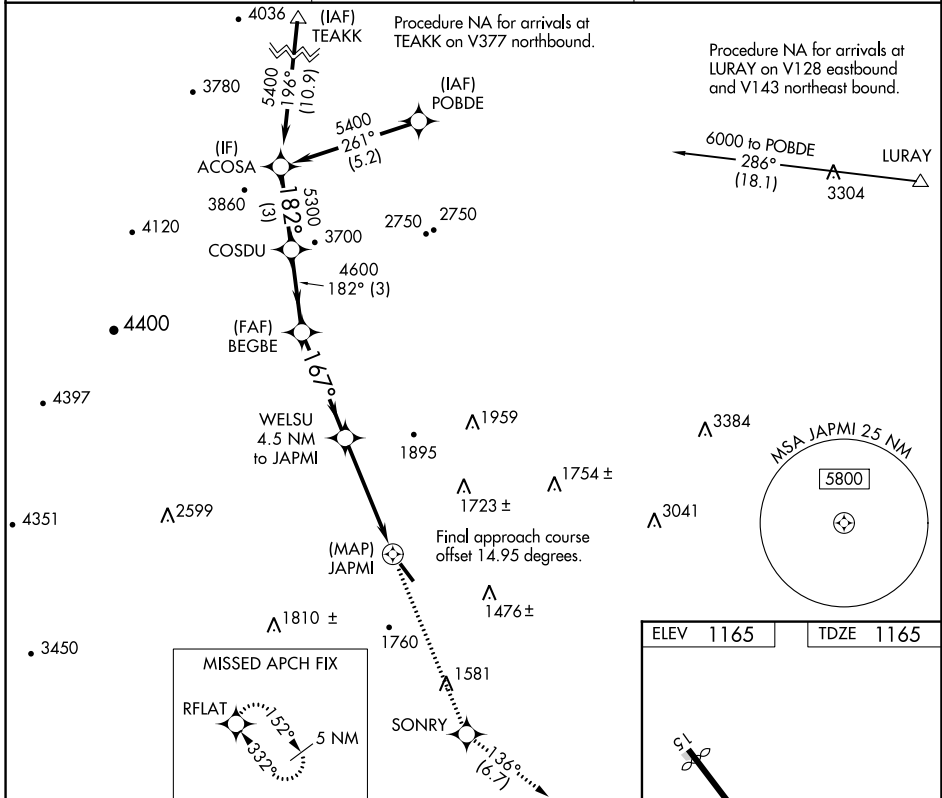 4036
(IAF)
TEAKK
Procedure NA for arrivals at
TEAKK on V377 northbound.
Procedure NA for arrivals at
LURAY on V128 eastbound
and V143 northeast bound.
3780
5400
196°
(10.9)
(IAF)
POBDE
5400
261°
(5.2)
6000 to POBDE
286°
(18.1)
LURAY
3304
(IF)
ACOSA
3860
5300
182°
(3)
4120
2750
2750
COSDU
3700
4600
182° (3)
4400
(FAF)
BEGBE
167°
4397
WELSU
4.5 NM
to JAPMI
1959
1895
3384
MSA JAPMI 25 NM
5800
1723 ±
1754 ±
4351
2599
3041
(MAP)
JAPMI
Final approach course
offset 14.95 degrees.
1476 ±
1810 ±
1760
3450
ELEV 1165
TDZE 1165
MISSED APCH FIX
RFLAT
152°
332°
5 NM
1581
SONRY
136°
(6.7)
15